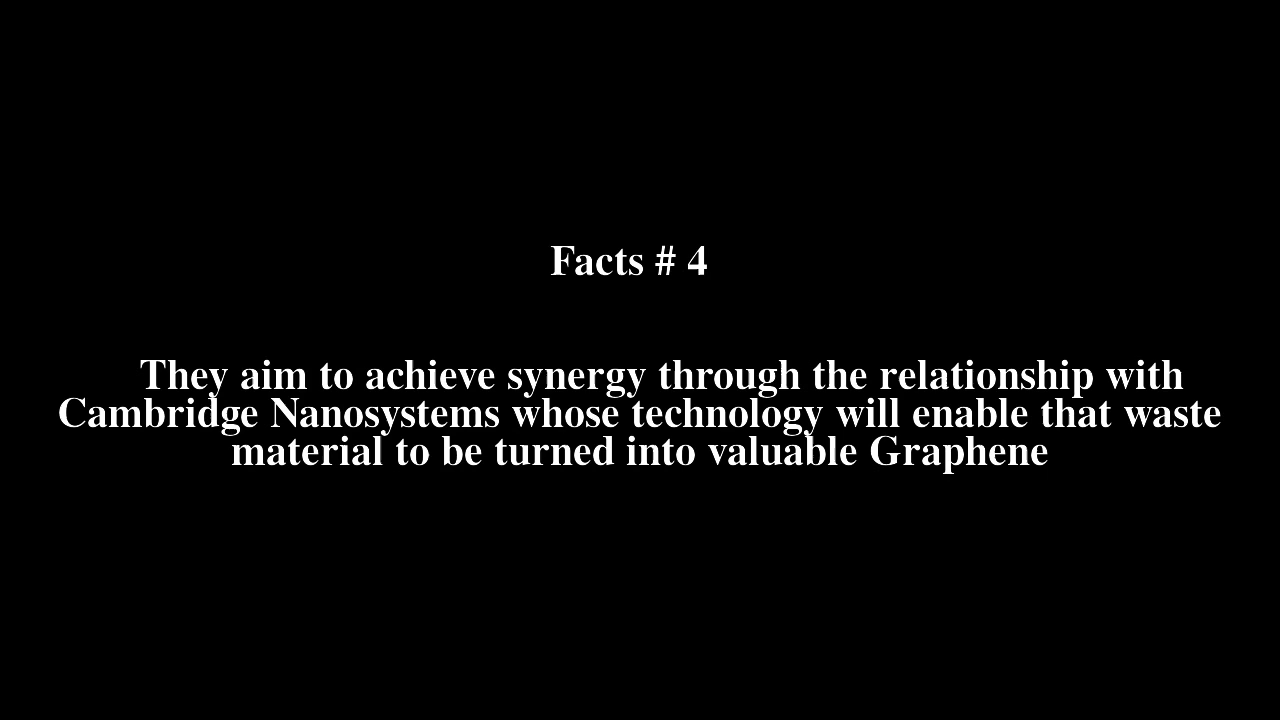 Facts # 4
They aim to achieve synergy through the relationship with
Cambridge Nanosystems whose technology will enable that waste
material to be turned into valuable Graphene